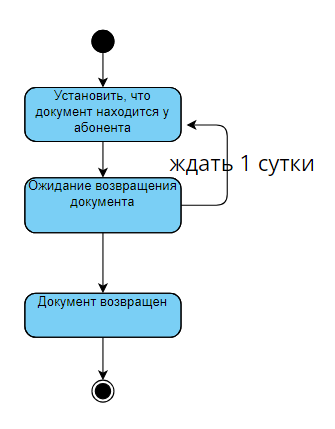 Установить, что
документ находится у
абонента
ждать 1 сутки
Ожидание возвращения
документа
Документ возвращен